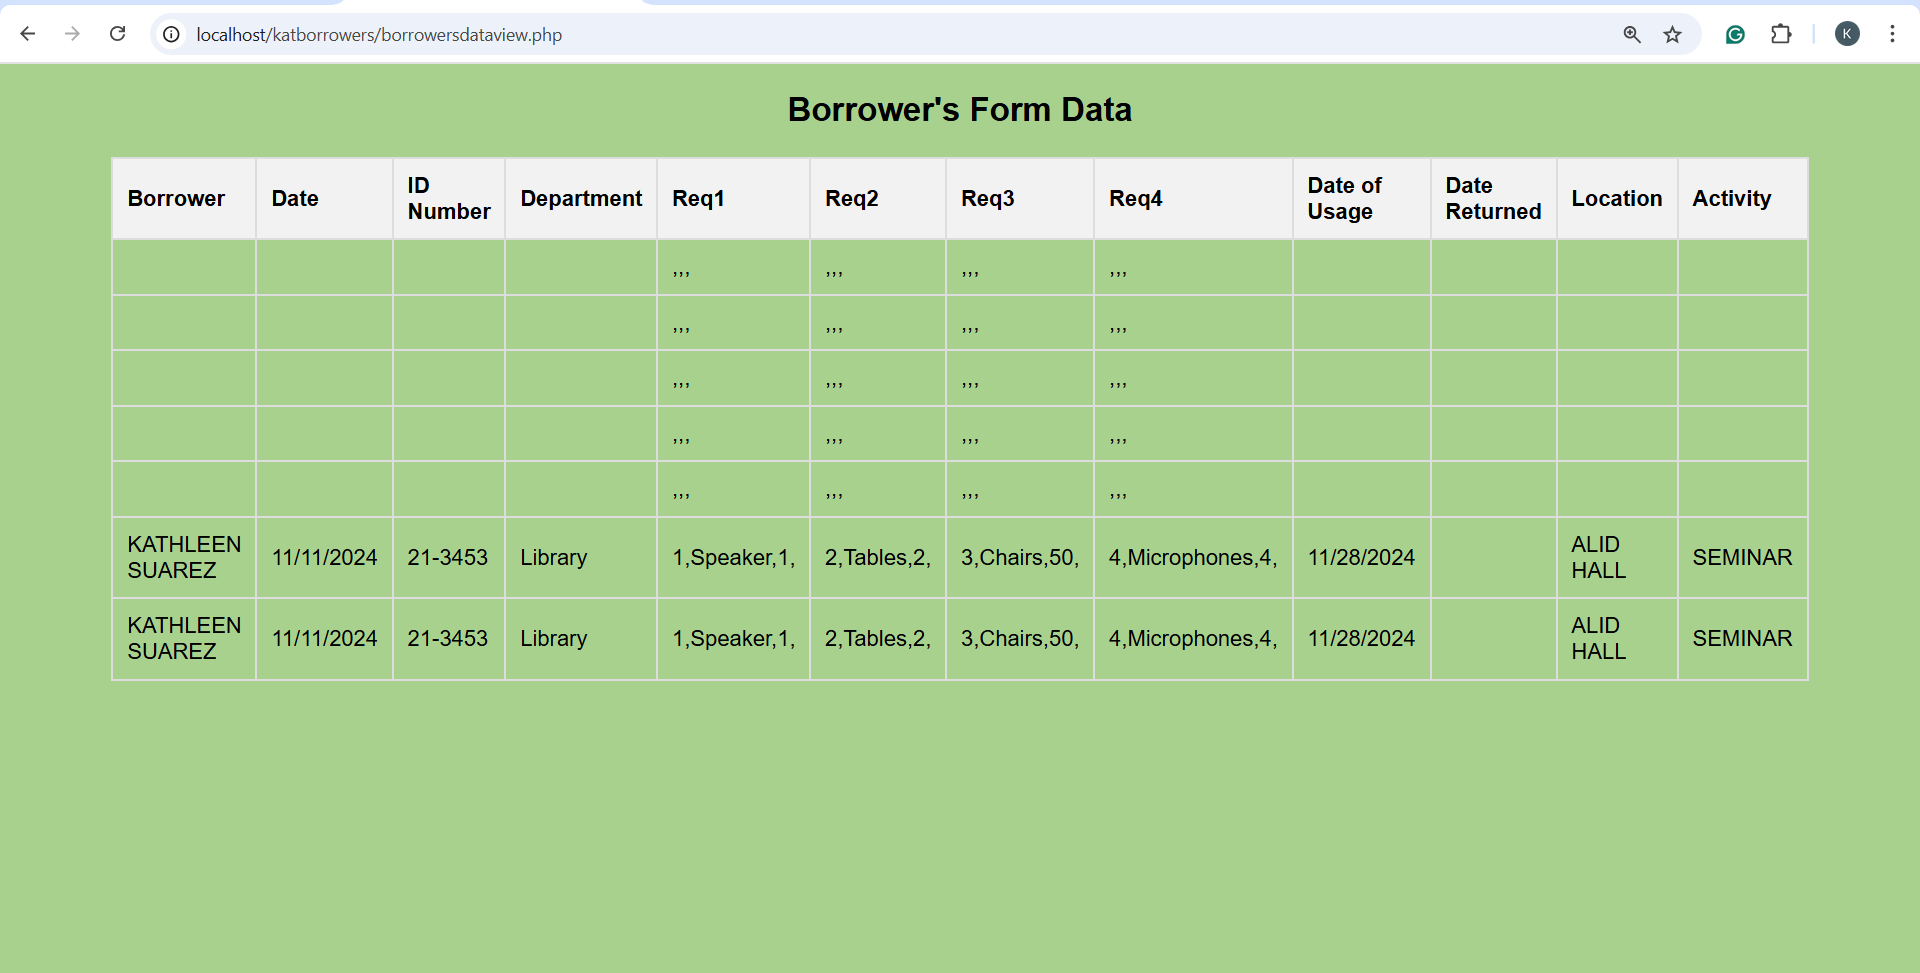 localhost/katborrowers/borrowersdataview.php
K
Borrower's Form Data
Borrower Date ID Number Department Req1 Req2 Req3 Req4 Date of Usage Date Returned Location Activity
,,, ,,, ,,, ,,,
,,, ,,, ,,, ,,,
,,, ,,, ,,, ,,,
,,, ,,, ,,, ,,,
,,, ,,, ,,, ,,,
KATHLEEN SUAREZ 11/11/2024 21-3453 Library 1,Speaker,1, 2,Tables,2, 3,Chairs,50, 4,Microphones,4, 11/28/2024 ALID HALL SEMINAR
KATHLEEN SUAREZ 11/11/2024 21-3453 Library 1,Speaker,1, 2,Tables,2, 3,Chairs,50, 4,Microphones,4, 11/28/2024 ALID HALL SEMINAR